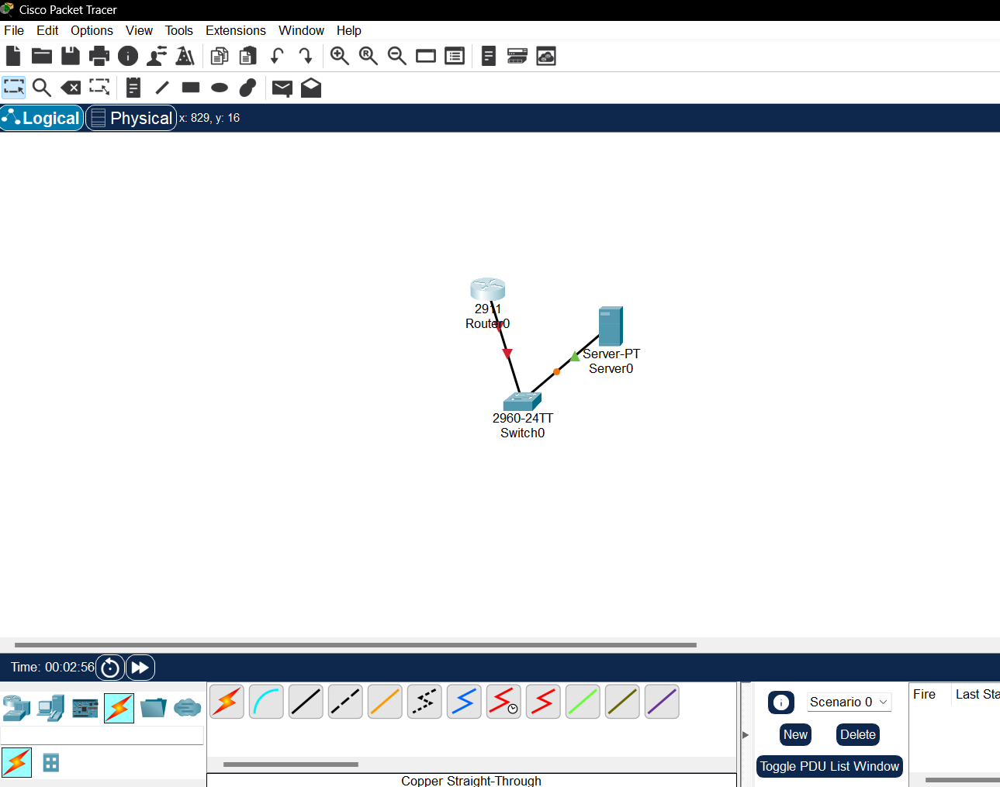 Cisco Packet Tracer
File Edit Options View Tools Extensions Window Help
Logical Physical x: 829, y: 16
2911
Router0
Server-PT
Server0
2960-24TT
Switch0
Time: 00:02:56
Scenario 0
Fire Last Sta
New Delete
Toggle PDU List Window
Copper Straight-Through